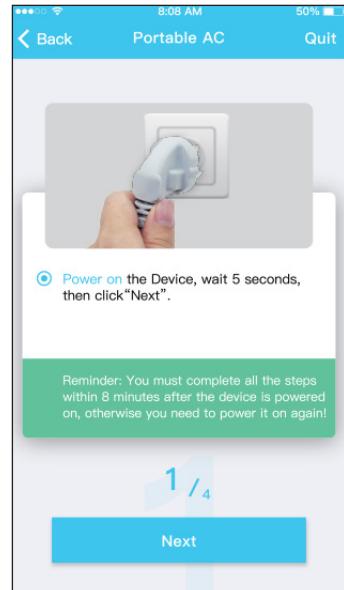 8:08 AM
50%
Back
Portable AC
Quit
Power on the Device, wait 5 seconds,
then click“Next”.
Reminder: You must complete all the steps
within 8 minutes after the device is powered
on, otherwise you need to power it on again!
1/4
Next